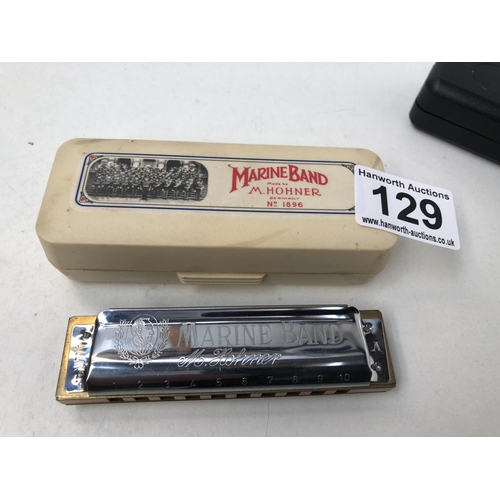 MARINE BAND
MADE BY
M. HOHNER
GERMANY
No 1896
Hanworth Auctions
129
www.hanworth-auctions.co.uk
MARINE BAND
M. Hohner
A
1 2 3 4 5 6 7 8 9 10